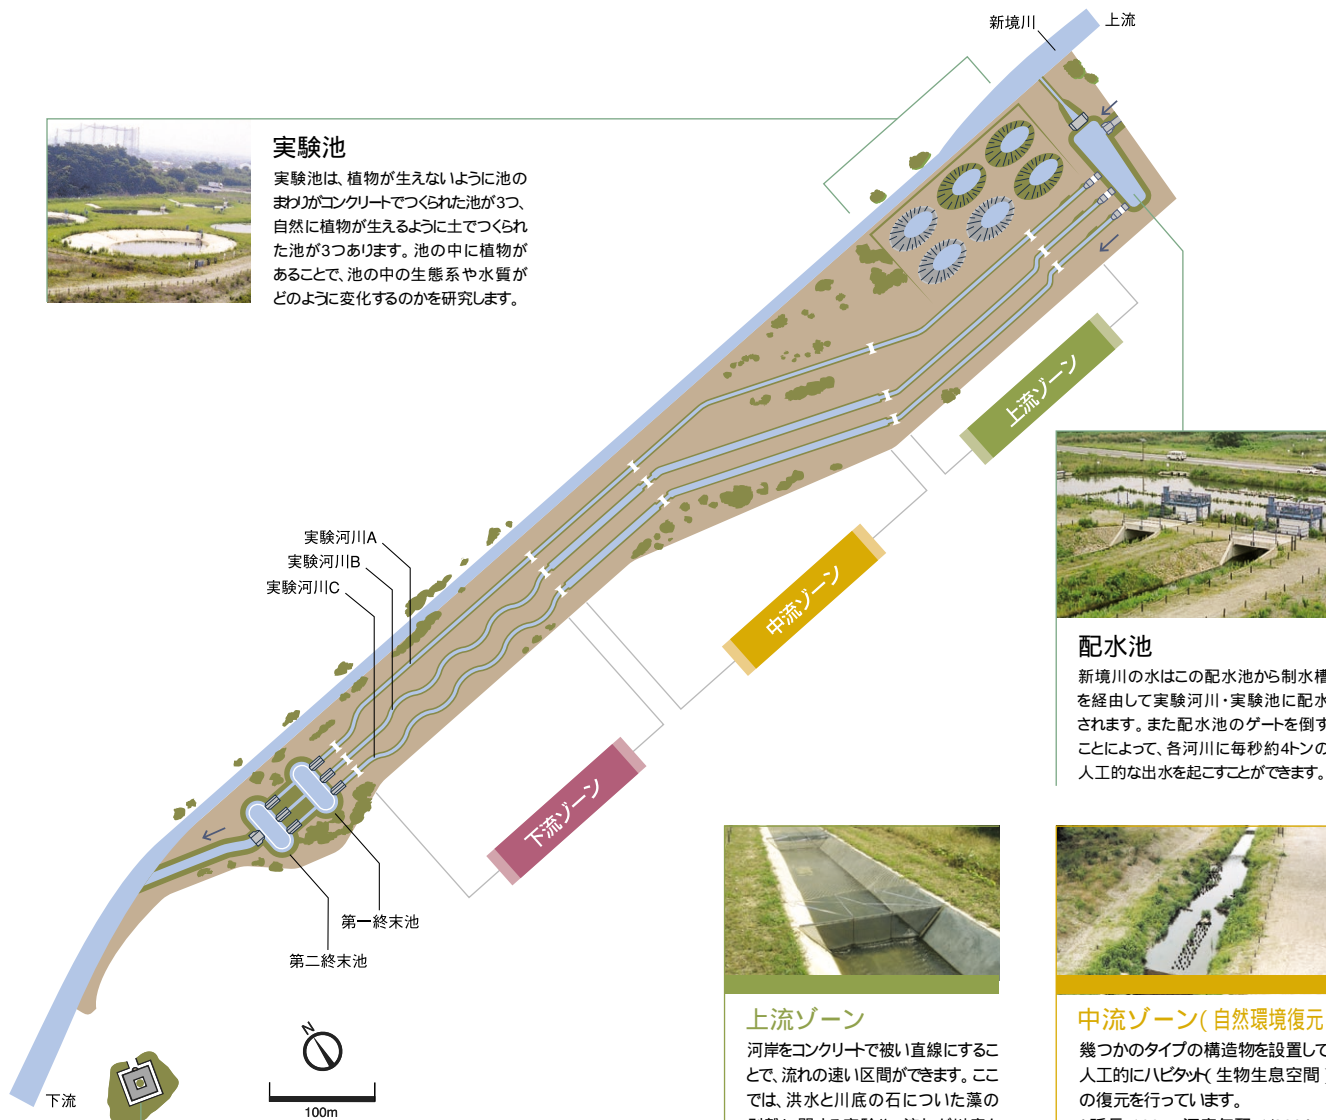 新境川
上流
実験池
実験池は、植物が生えないように池の
まわりがコンクリートでつくられた池が3つ、
自然に植物が生えるように土でつくられ
た池が3つあります。池の中に植物が
あることで、池の中の生態系や水質が
どのように変化するのかを研究します。
上流ゾーン
実験河川A
実験河川B
実験河川C
中流ゾーン
配水池
新境川の水はこの配水池から制水槽
を経由して実験河川・実験池に配水
されます。また配水池のゲートを倒す
ことによって、各河川に毎秒約4トンの
人工的な出水を起こすことができます。
下流ゾーン
第一終末池
第二終末池
上流ゾーン
河岸をコンクリートで被い直線にするこ
とで、流れの速い区間ができます。ここ
では、洪水と川底の石についた藻の
中流ゾーン(自然環境復元
幾つかのタイプの構造物を設置して
人工的にハビタット(生物生息空間)
の復元を行っています。
N
100m
下流